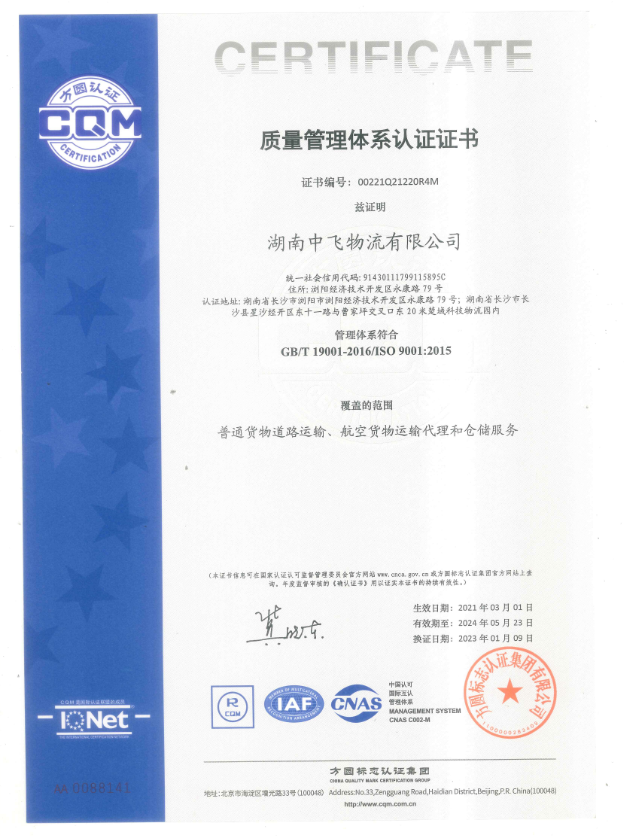 CERTIFICATE
方圆认证
CQM
CERTIFICATION
质量管理体系认证证书
证书编号：00221Q21220R4M
兹证明
湖南中飞物流有限公司
统一社会信用代码: 91430111799115895C
住所: 浏阳经济技术开发区永康路 79 号
认证地址: 湖南省长沙市浏阳市浏阳经济技术开发区永康路 79 号；湖南省长沙市长
沙县星沙经开区东十一路与曹家坪交叉口东 20 米楚域科技物流园内
管理体系符合
GB/T 19001-2016/ISO 9001:2015
覆盖的范围
普通货物道路运输、航空货物运输代理和仓储服务
(本证书信息可在国家认证认可监督管理委员会官方网站 www.cnca.gov.cn 或方圆标志认证集团官方网站上查
询。年度监督审核的《确认证书》用以证实本证书的持续有效性。)
生效日期：2021 年 03 月 01 日
有效期至：2024 年 05 月 23 日
换证日期：2023 年 01 月 09 日
方圆标志认证集团有限公司
R
CQM
IAF
CNAS
中国认可
国际互认
管理体系
MANAGEMENT SYSTEM
CNAS C002-M
IQNet
AA 0088141
方圆标志认证集团
CHINA QUALITY MARK CERTIFICATION GROUP
地址: 北京市海淀区增光路33号 (100048) Address:No.33,Zengguang Road,Haidian District,Beijing,P.R. China(100048)
http://www.cqm.com.cn